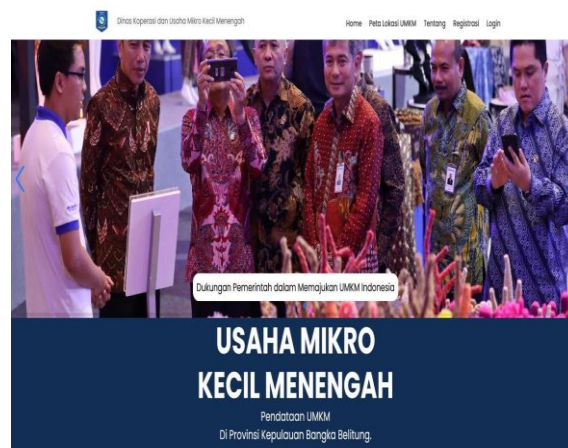 Dinas Koperasi dan Usaha Mikro Kecil Menengah
Home Peta Lokasi UMKM Tentang Registrasi Login
Dukungan Pemerintah dalam Memajukan UMKM Indonesia
USAHA MIKRO
KECIL MENENGAH
Pendataan UMKM
Di Provinsi Kepulauan Bangka Belitung.